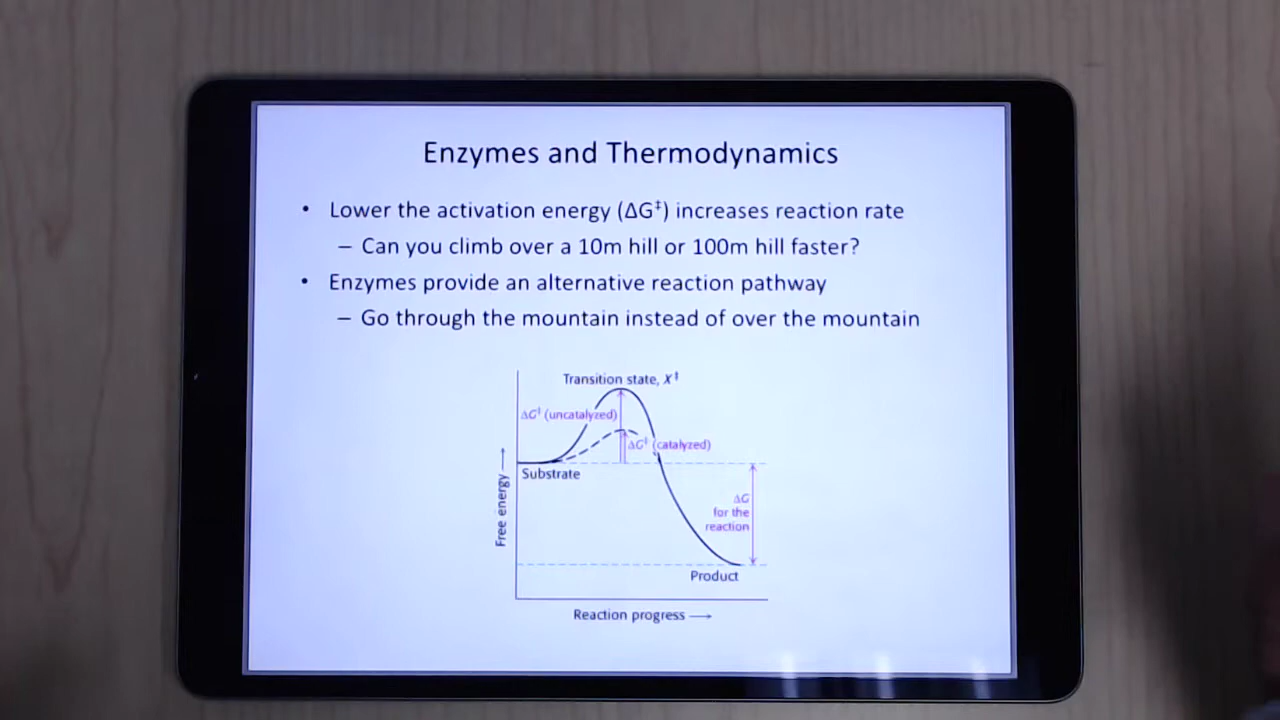 Enzymes and Thermodynamics
• Lower the activation energy (ΔG‡) increases reaction rate
– Can you climb over a 10m hill or 100m hill faster?
• Enzymes provide an alternative reaction pathway
– Go through the mountain instead of over the mountain
Transition state, X‡
ΔG‡ (uncatalyzed)
ΔG‡ (catalyzed)
Substrate
Free energy →
ΔG
for the
reaction
Product
Reaction progress →